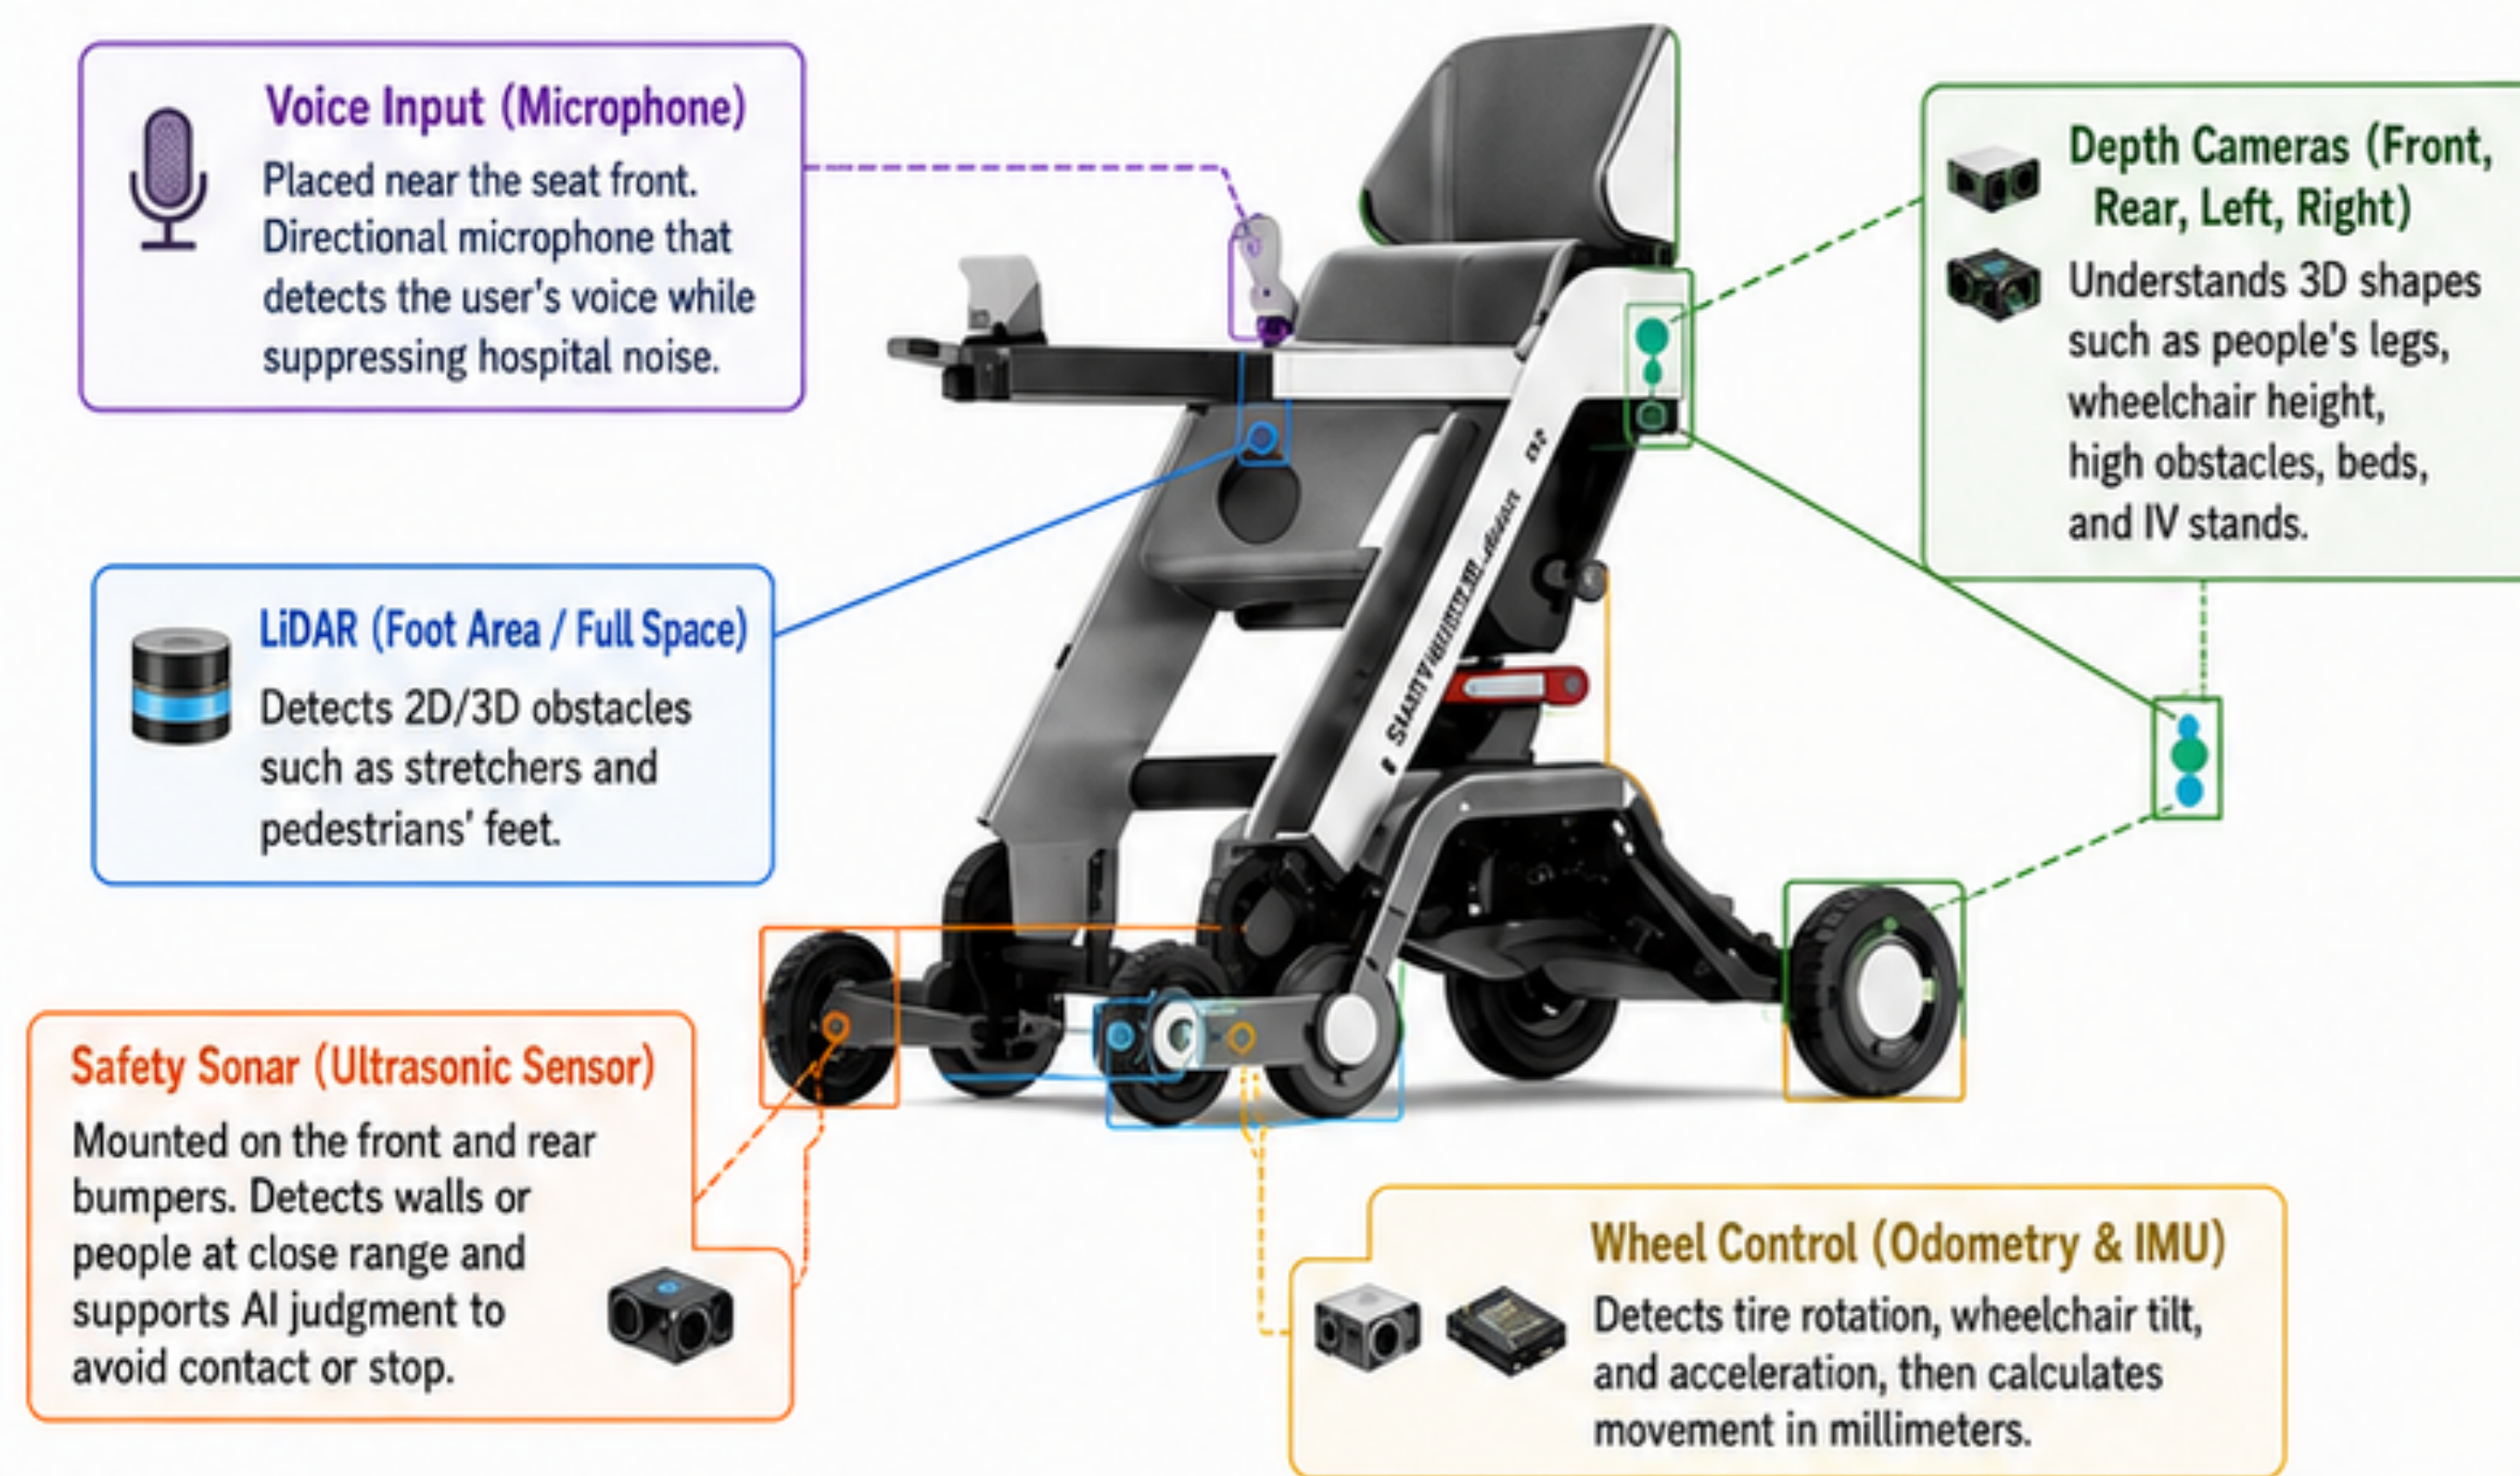 Voice Input (Microphone)
Placed near the seat front.
Directional microphone that
detects the user's voice while
suppressing hospital noise.
Depth Cameras (Front,
Rear, Left, Right)
Understands 3D shapes
such as people's legs,
wheelchair height,
high obstacles, beds,
and IV stands.
LiDAR (Foot Area / Full Space)
Detects 2D/3D obstacles
such as stretchers and
pedestrians' feet.
Safety Sonar (Ultrasonic Sensor)
Mounted on the front and rear
bumpers. Detects walls or
people at close range and
supports AI judgment to
avoid contact or stop.
Wheel Control (Odometry & IMU)
Detects tire rotation, wheelchair tilt,
and acceleration, then calculates
movement in millimeters.